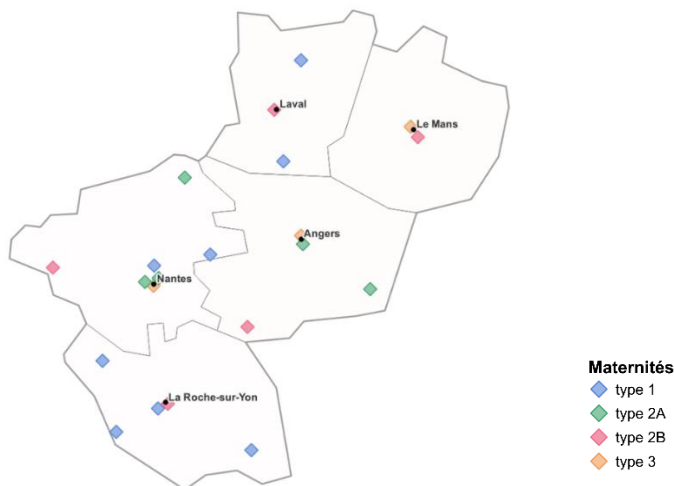 Laval
Le Mans
Angers
Nantes
La Roche-sur-Yon
Maternités
type 1
type 2A
type 2B
type 3